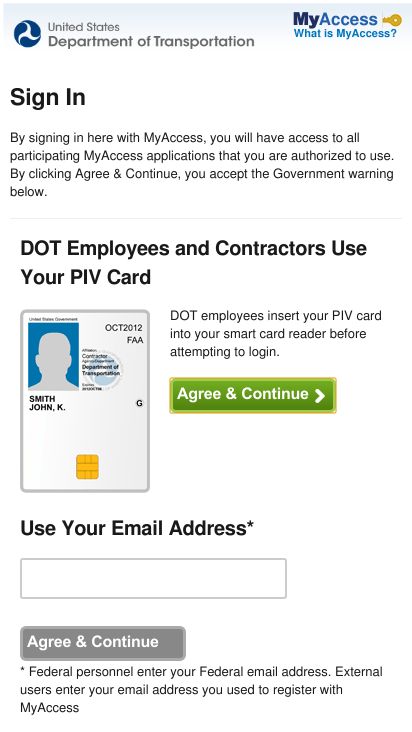 United States
Department of Transportation
MyAccess
What is MyAccess?
Sign In
By signing in here with MyAccess, you will have access to all
participating MyAccess applications that you are authorized to use.
By clicking Agree & Continue, you accept the Government warning
below.
DOT Employees and Contractors Use
Your PIV Card
United States Government
OCT2012
FAA
Affiliation
Contractor
Agency/Department
Department of
Transportation
Expires
2012OCT06
SMITH
JOHN, K.
G
DOT employees insert your PIV card
into your smart card reader before
attempting to login.
Agree & Continue
Use Your Email Address*
Agree & Continue
* Federal personnel enter your Federal email address. External
users enter your email address you used to register with
MyAccess